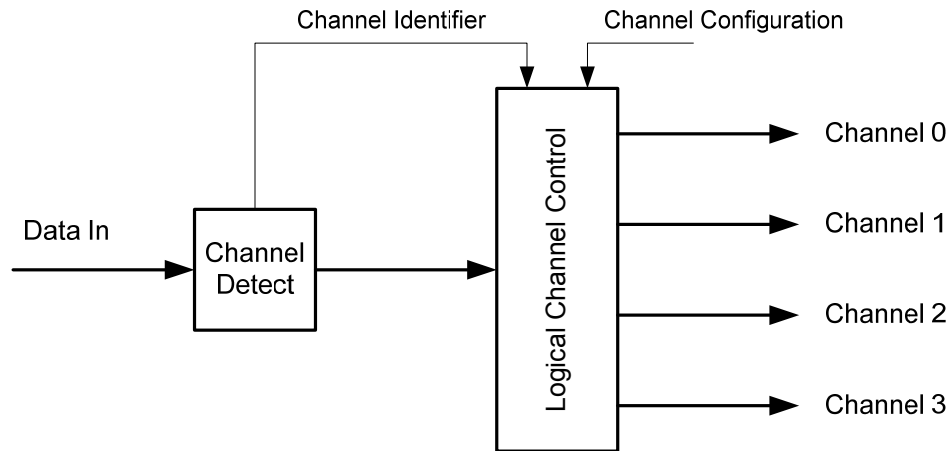 Channel Identifier
Channel Configuration
Data In
Channel
Detect
Logical Channel Control
Channel 0
Channel 1
Channel 2
Channel 3